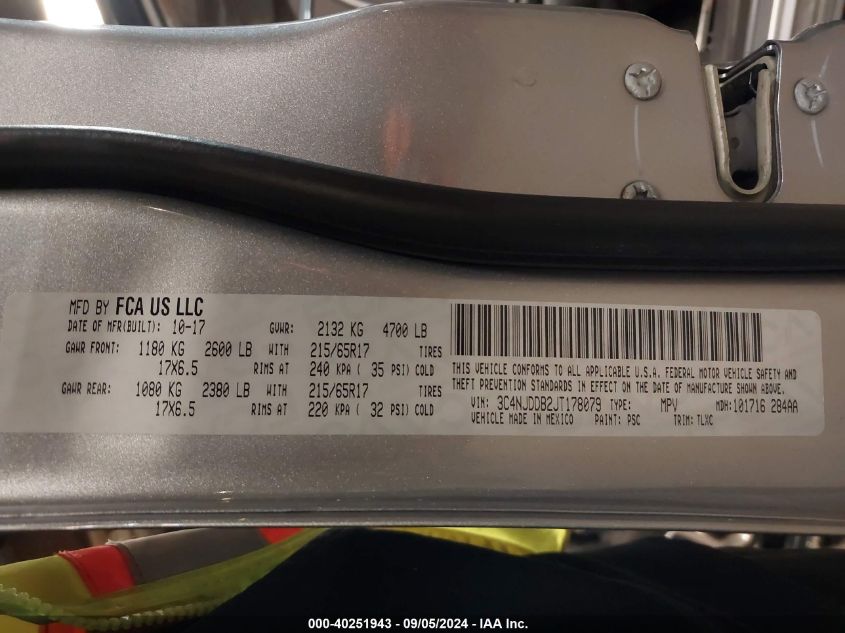 MFD BY FCA US LLC
DATE OF MFR(BUILT): 10-17 GVWR: 2132 KG 4700 LB
GAWR FRONT: 1180 KG 2600 LB WITH 215/65R17 TIRES
17X6.5 RIMS AT 240 KPA ( 35 PSI) COLD
GAWR REAR: 1080 KG 2380 LB WITH 215/65R17 TIRES
17X6.5 RIMS AT 220 KPA ( 32 PSI) COLD
THIS VEHICLE CONFORMS TO ALL APPLICABLE U.S.A. FEDERAL MOTOR VEHICLE SAFETY AND
THEFT PREVENTION STANDARDS IN EFFECT ON THE DATE OF MANUFACTURE SHOWN ABOVE.
VIN: 3C4NJDDB2JT178079 TYPE: MPV MDH:101716 284AA
VEHICLE MADE IN MEXICO PAINT: PSC TRIM: TLXC
000-40251943 - 09/05/2024 - IAA Inc.